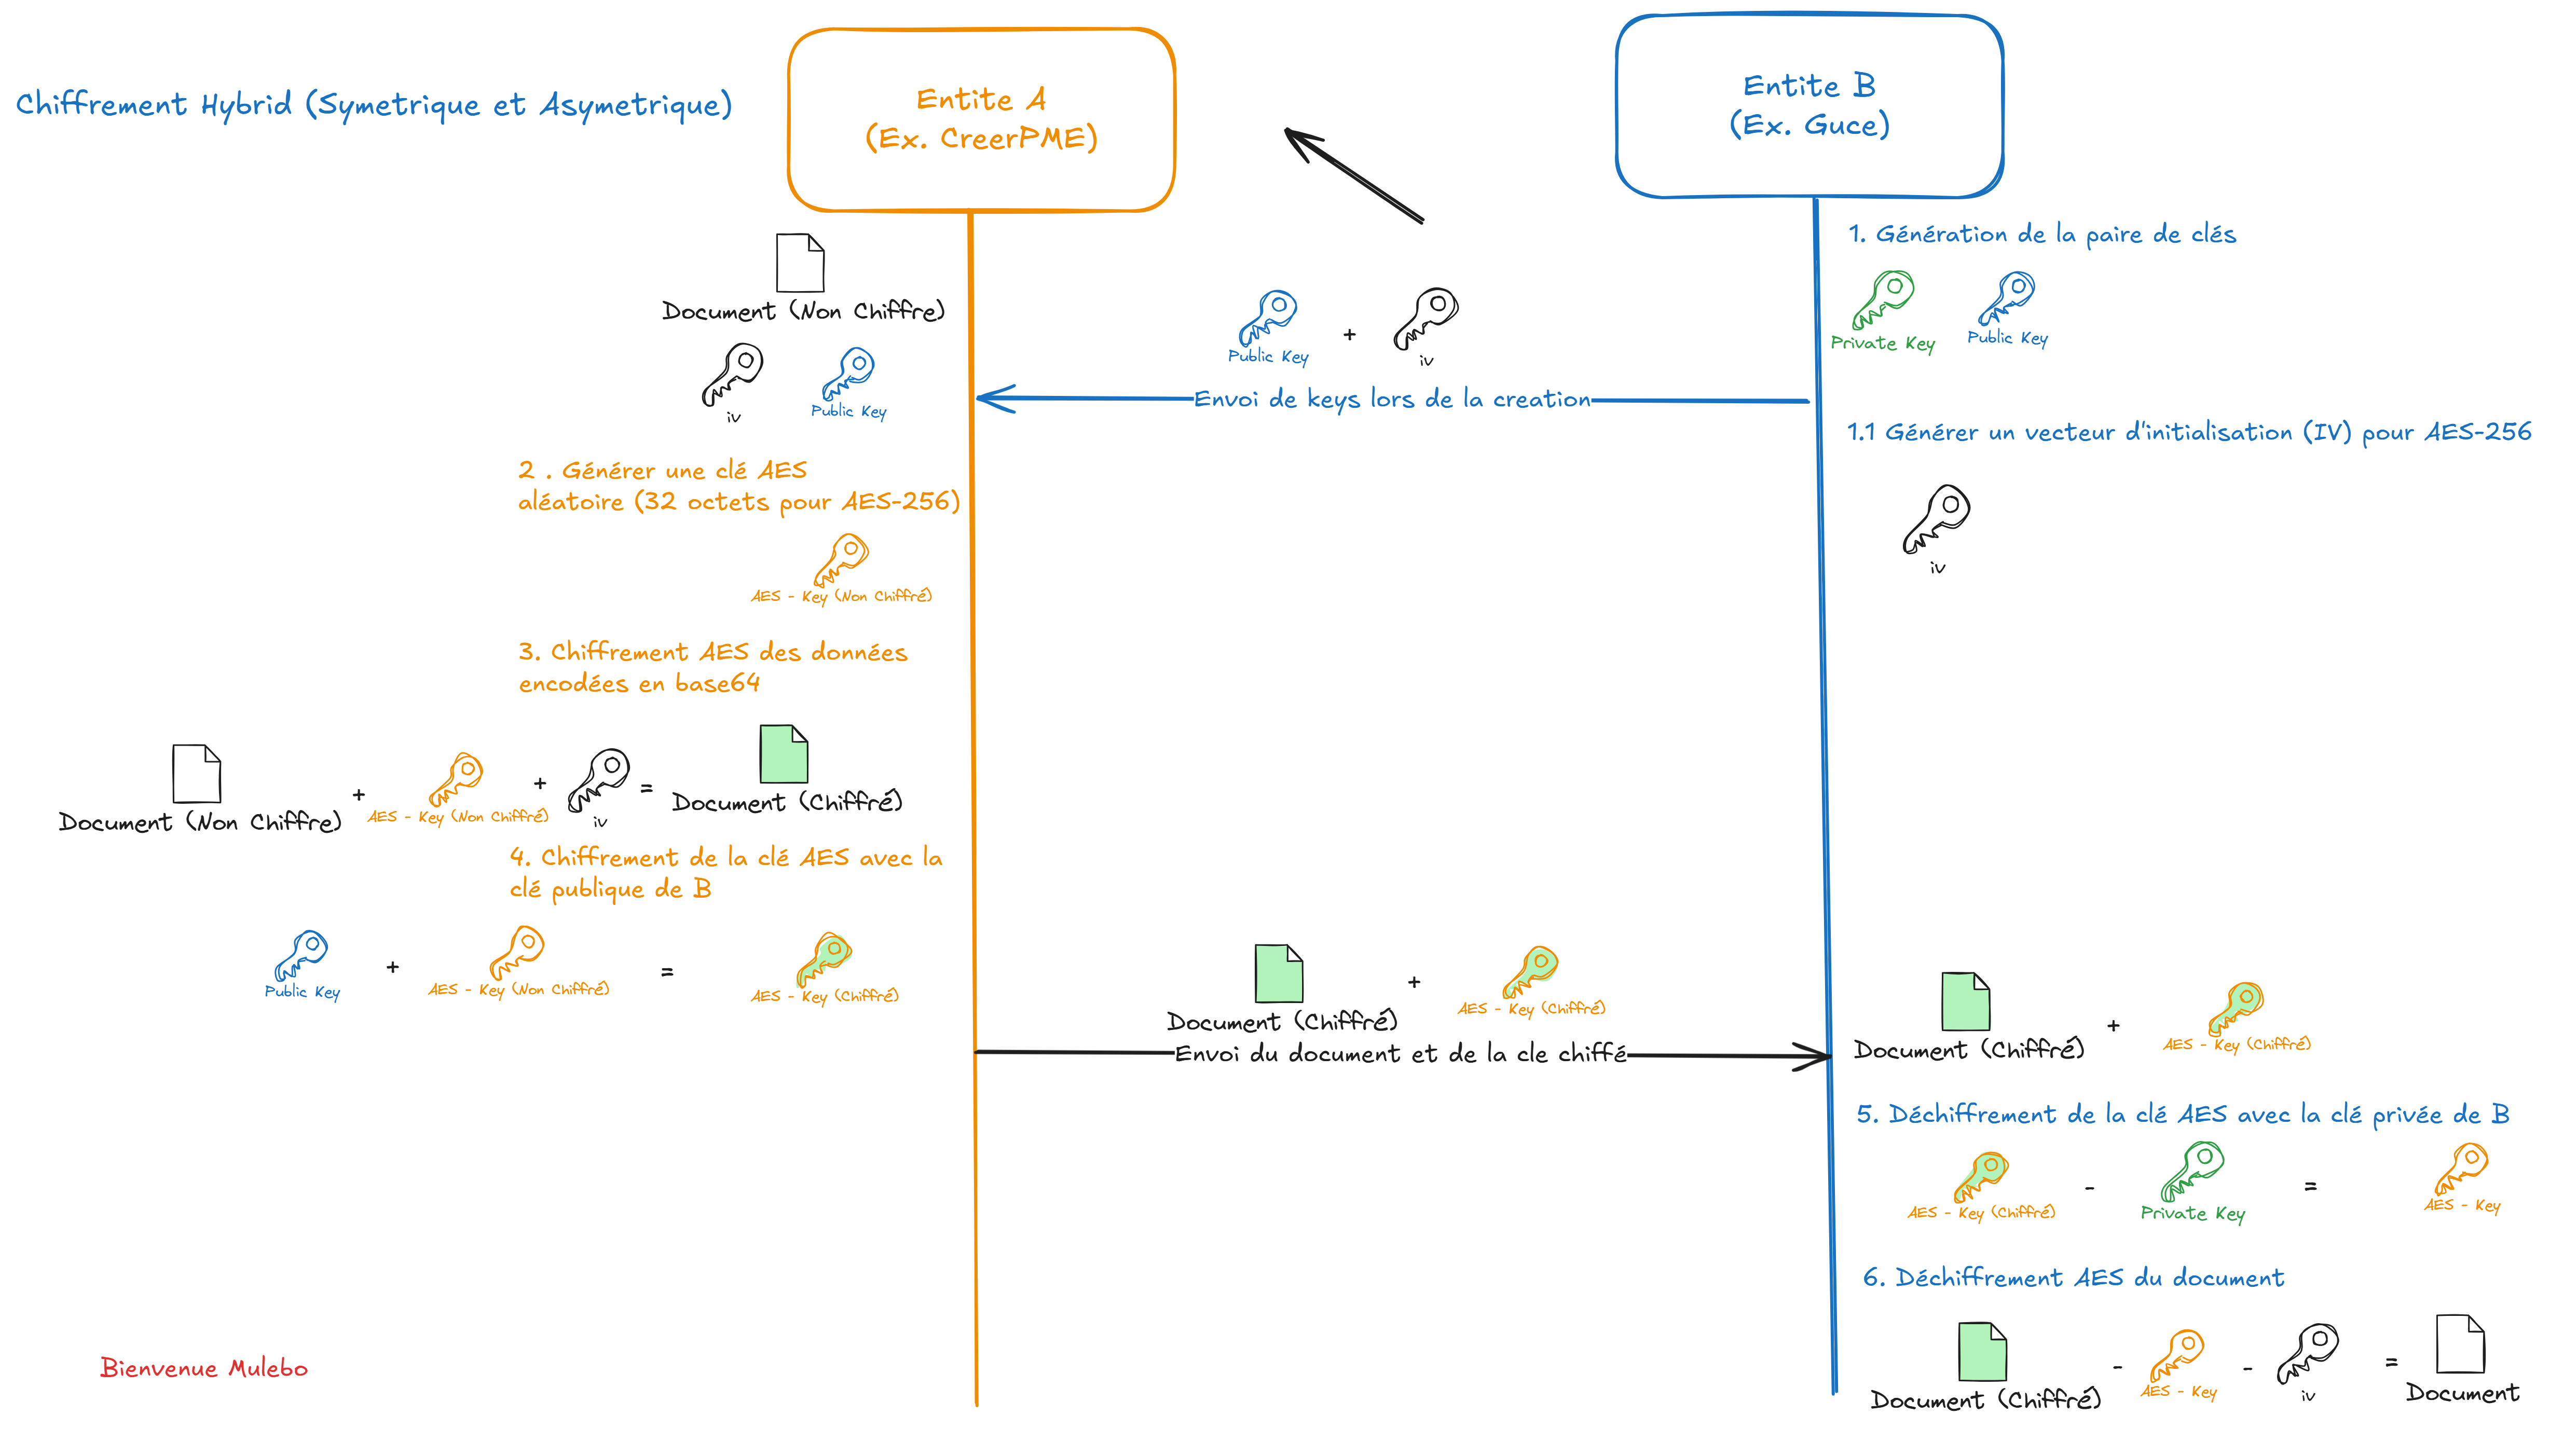 Chiffrement Hybrid (Symetrique et Asymetrique)
Entite A
(Ex. CreerPME)
Entite B
(Ex. Guce)
Document (Non Chiffre)
iv
Public Key
Public Key
+
iv
Envoi de keys lors de la creation
1. Génération de la paire de clés
Private Key
Public Key
1.1 Générer un vecteur d'initialisation (IV) pour AES-256
iv
2 . Générer une clé AES
aléatoire (32 octets pour AES-256)
AES - Key (Non Chiffré)
3. Chiffrement AES des données
encodées en base64
Document (Non Chiffre)
+
AES - Key (Non Chiffré)
+
iv
=
Document (Chiffré)
4. Chiffrement de la clé AES avec la
clé publique de B
Public Key
+
AES - Key (Non Chiffré)
=
AES - Key (Chiffré)
Document (Chiffré)
+
AES - Key (Chiffré)
Envoi du document et de la cle chiffé
Document (Chiffré)
+
AES - Key (Chiffré)
5. Déchiffrement de la clé AES avec la clé privée de B
AES - Key (Chiffré)
-
Private Key
=
AES - Key
6. Déchiffrement AES du document
Document (Chiffré)
-
AES - Key
-
iv
=
Document
Bienvenue Mulebo